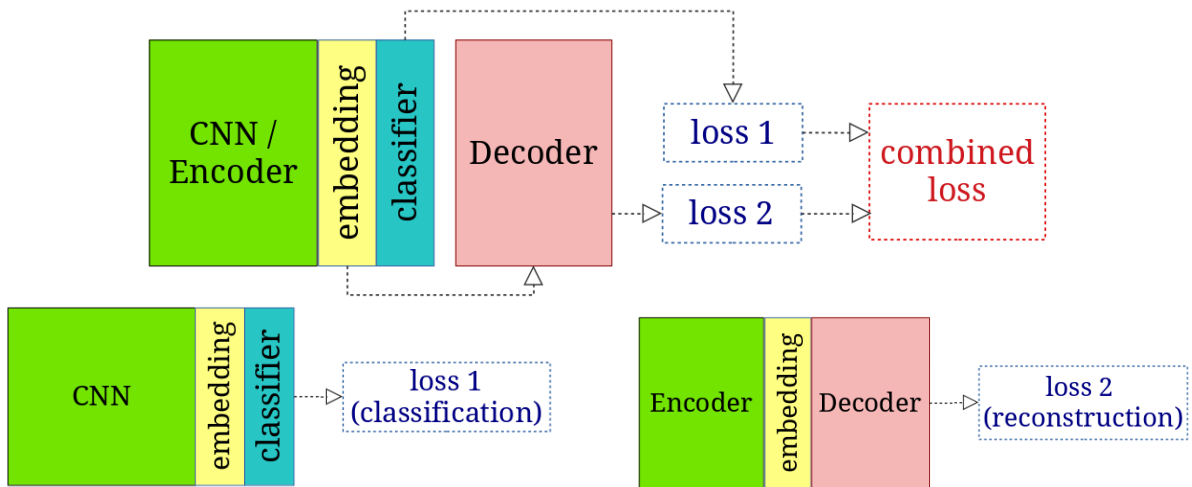 CNN /
Encoder
embedding
classifier
Decoder
loss 1
loss 2
combined
loss
CNN
embedding
classifier
loss 1
(classification)
Encoder
embedding
Decoder
loss 2
(reconstruction)